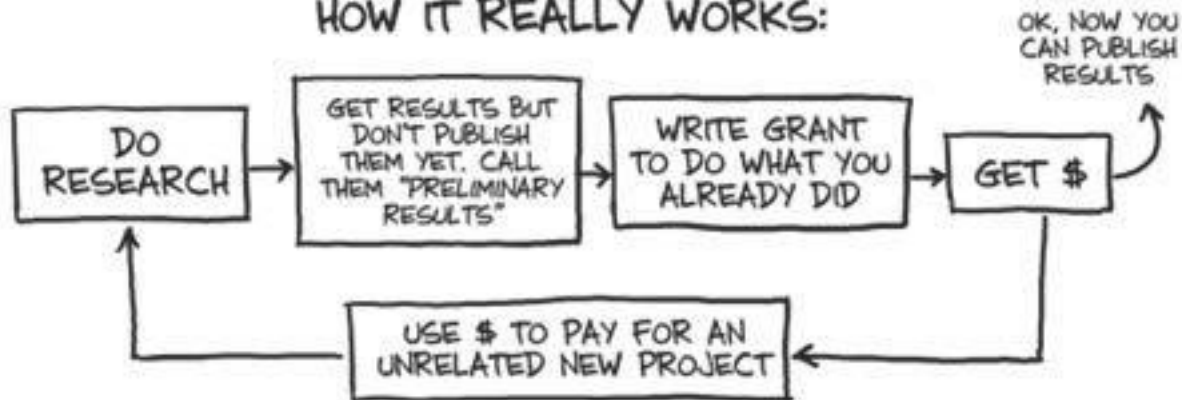 HOW IT REALLY WORKS:
OK, NOW YOU
CAN PUBLISH
RESULTS
DO
RESEARCH
GET RESULTS BUT
DON'T PUBLISH
THEM YET. CALL
THEM "PRELIMINARY
RESULTS"
WRITE GRANT
TO DO WHAT YOU
ALREADY DID
GET $
USE $ TO PAY FOR AN
UNRELATED NEW PROJECT